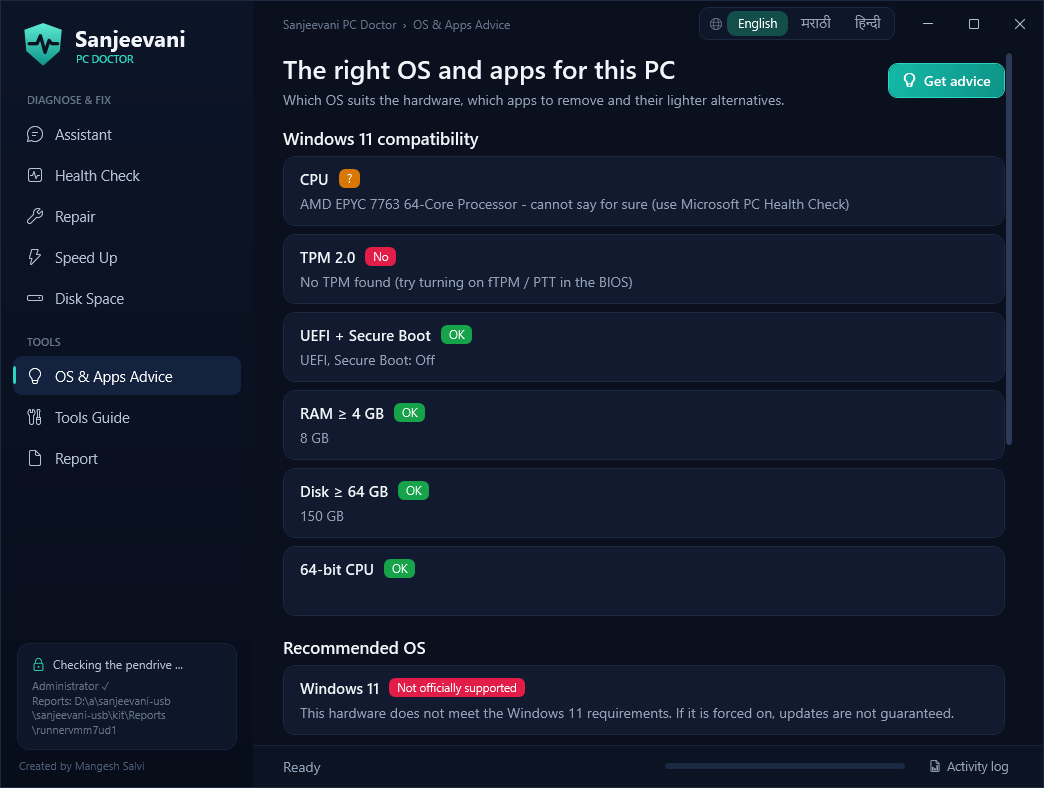 Sanjeevani
PC DOCTOR
DIAGNOSE & FIX
Assistant
Health Check
Repair
Speed Up
Disk Space
TOOLS
OS & Apps Advice
Tools Guide
Report
Checking the pendrive ...
Administrator ✓
Reports: D:\a\sanjeevani-usb
\sanjeevani-usb\kit\Reports
\runnervmm7ud1
Created by Mangesh Salvi
Sanjeevani PC Doctor › OS & Apps Advice
English मराठी हिन्दी
The right OS and apps for this PC
Which OS suits the hardware, which apps to remove and their lighter alternatives.
Get advice
Windows 11 compatibility
CPU ?
AMD EPYC 7763 64-Core Processor - cannot say for sure (use Microsoft PC Health Check)
TPM 2.0 No
No TPM found (try turning on fTPM / PTT in the BIOS)
UEFI + Secure Boot OK
UEFI, Secure Boot: Off
RAM ≥ 4 GB OK
8 GB
Disk ≥ 64 GB OK
150 GB
64-bit CPU OK
Recommended OS
Windows 11 Not officially supported
This hardware does not meet the Windows 11 requirements. If it is forced on, updates are not guaranteed.
Ready
Activity log